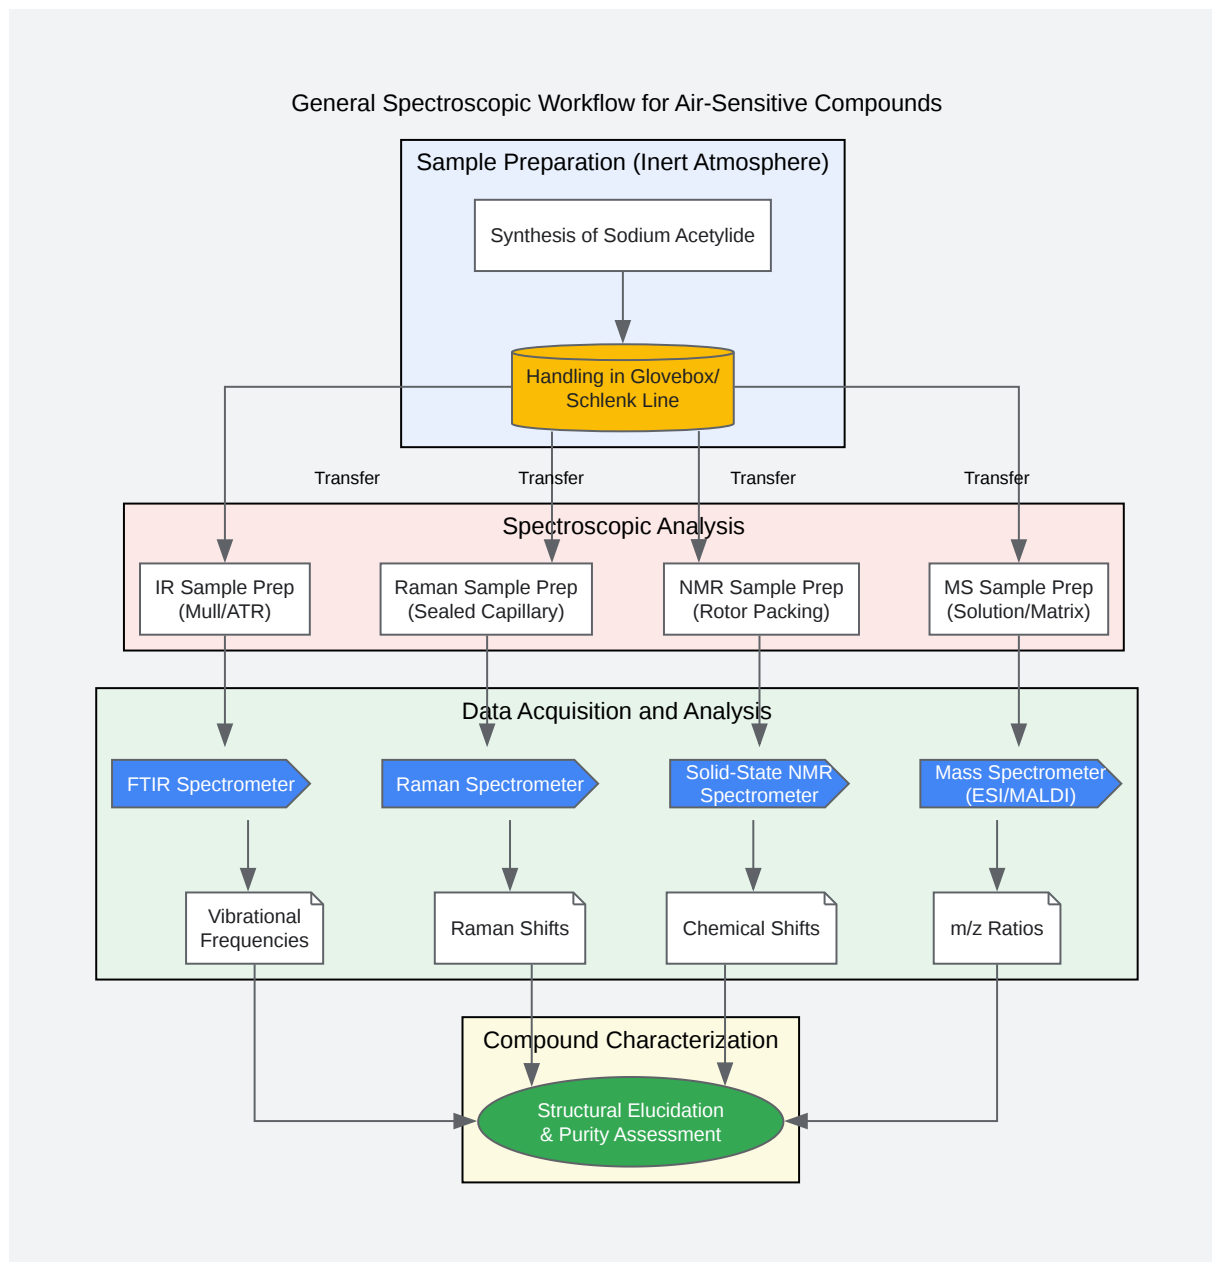 General Spectroscopic Workflow for Air-Sensitive Compounds
Sample Preparation (Inert Atmosphere)
Synthesis of Sodium Acetylide
Handling in Glovebox/
Schlenk Line
Transfer
Transfer
Transfer
Transfer
Spectroscopic Analysis
IR Sample Prep
(Mull/ATR)
Raman Sample Prep
(Sealed Capillary)
NMR Sample Prep
(Rotor Packing)
MS Sample Prep
(Solution/Matrix)
Data Acquisition and Analysis
FTIR Spectrometer
Raman Spectrometer
Solid-State NMR
Spectrometer
Mass Spectrometer
(ESI/MALDI)
Vibrational
Frequencies
Raman Shifts
Chemical Shifts
m/z Ratios
Compound Characterization
Structural Elucidation
& Purity Assessment